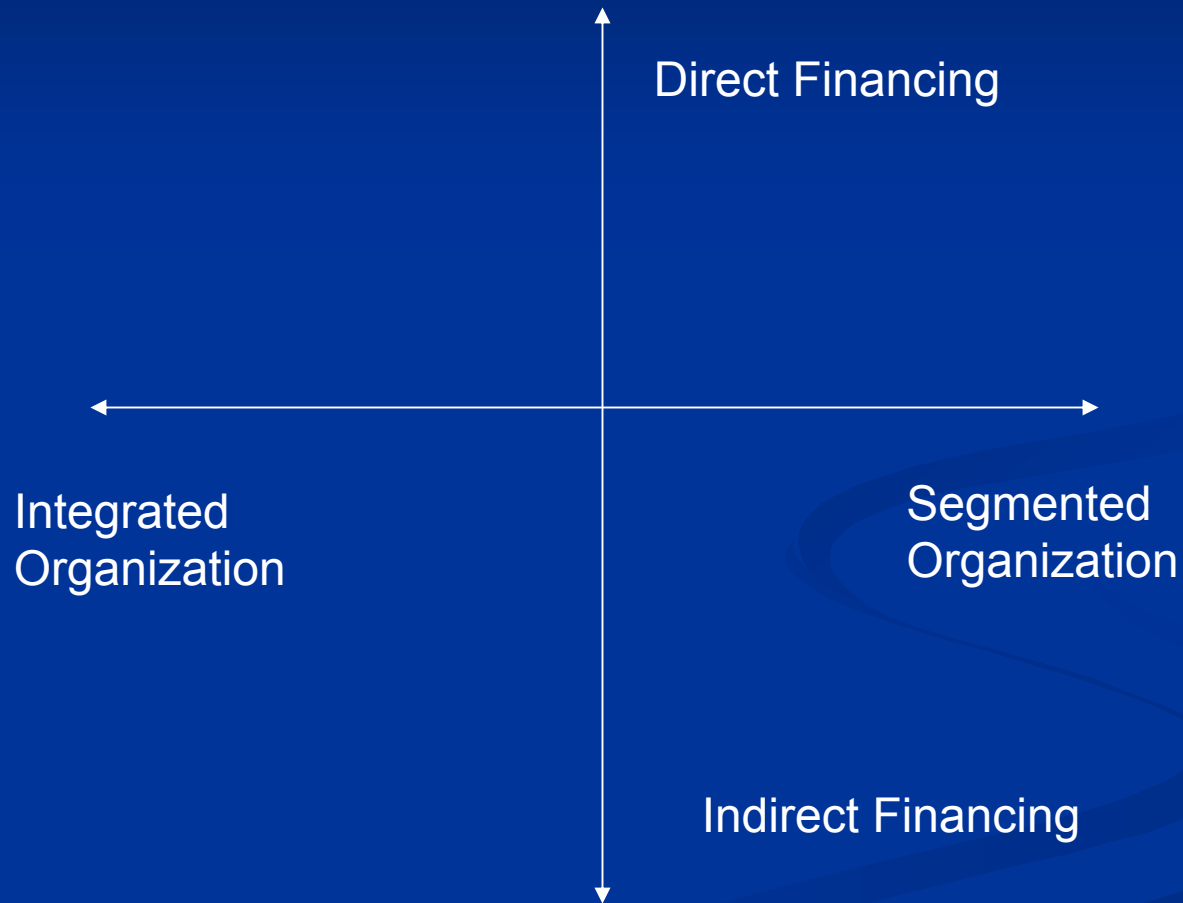 Direct Financing
Integrated
Organization
Segmented
Organization
Indirect Financing